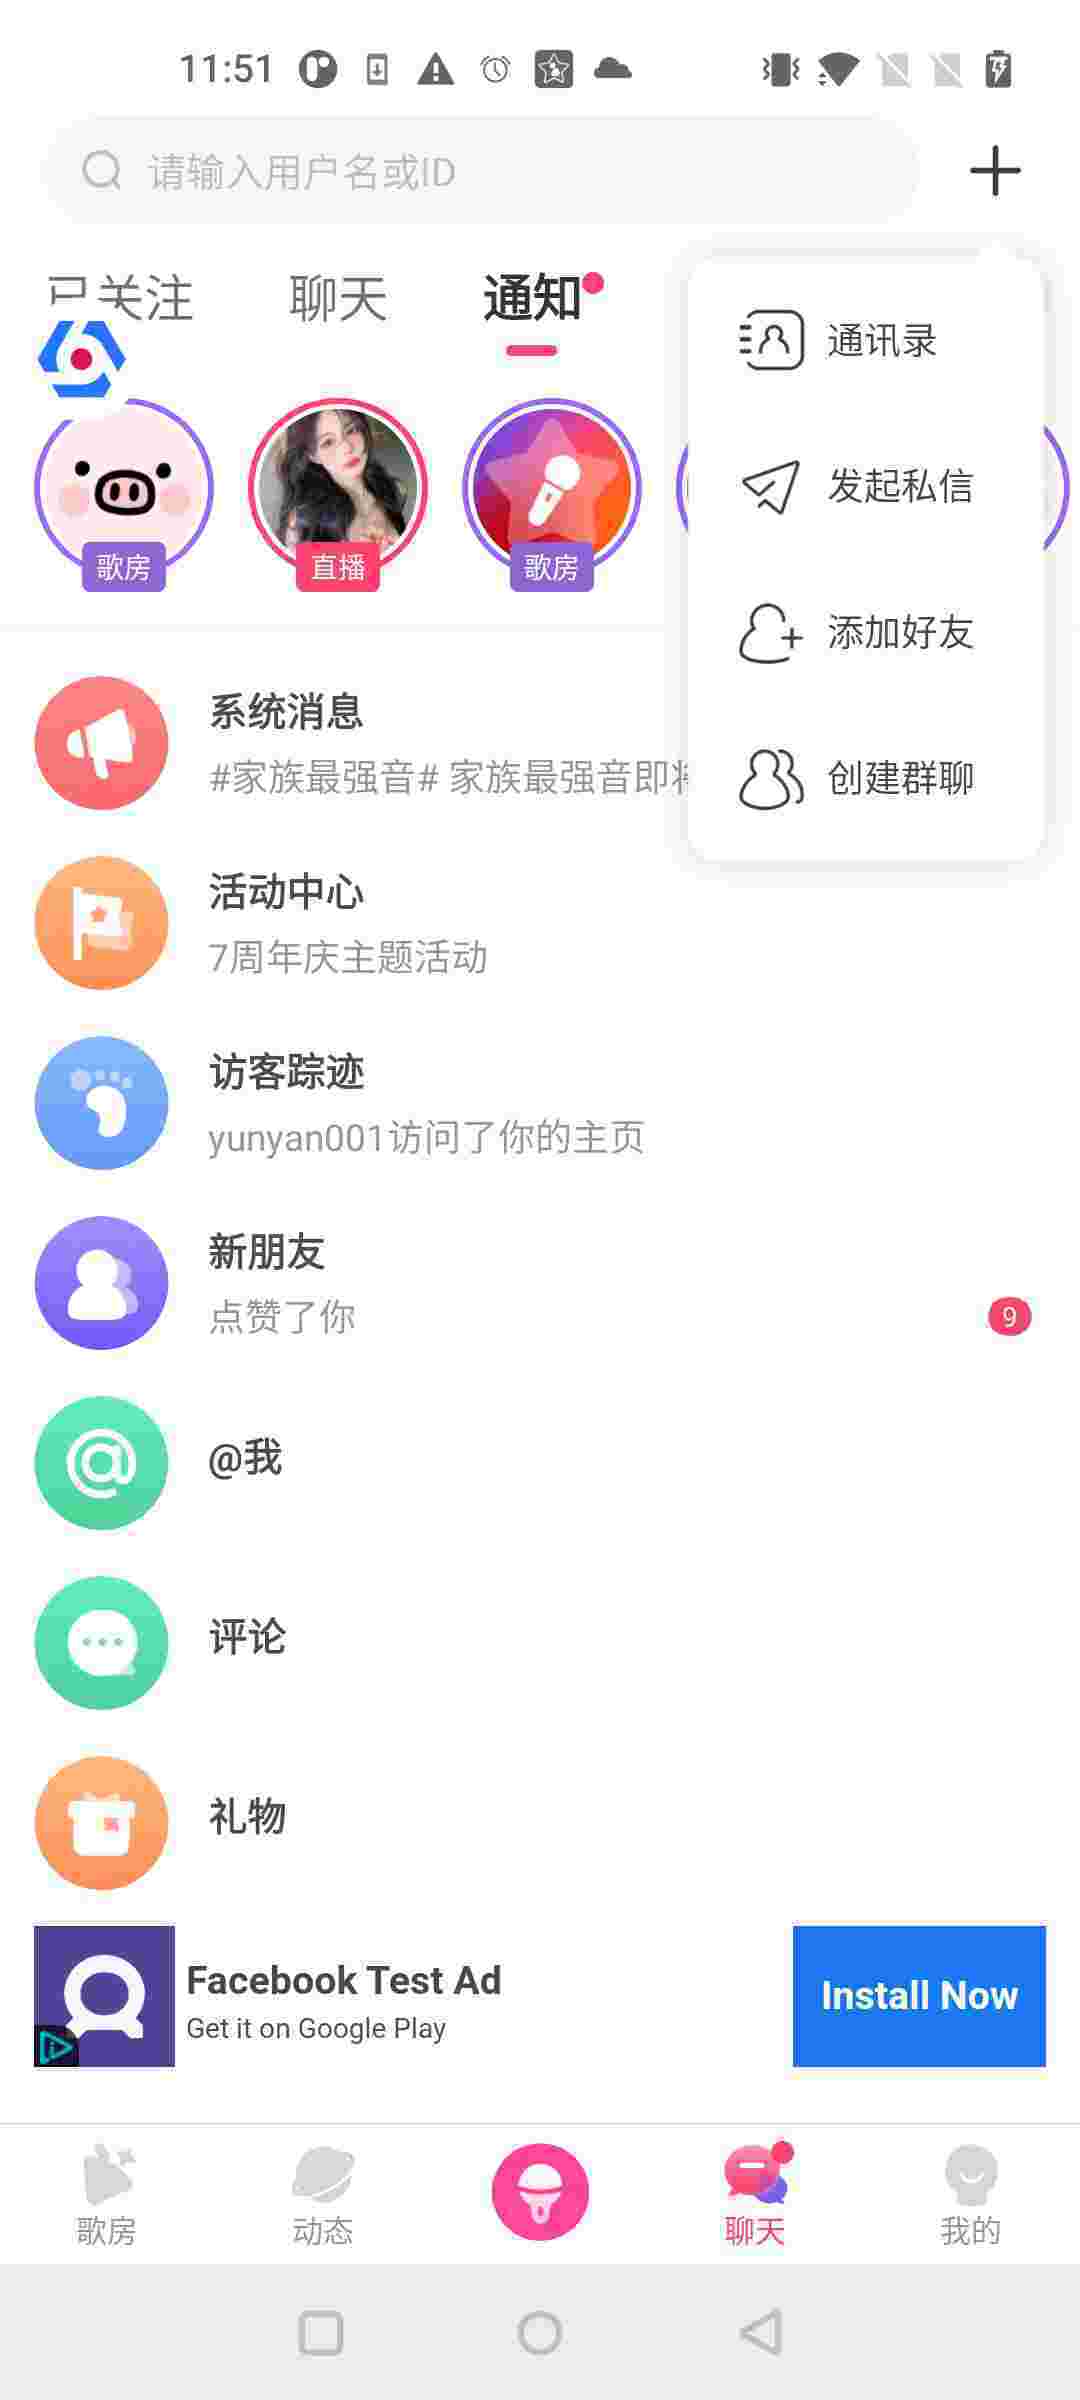 11:51
请输入用户名或ID
已关注
聊天
通知
通讯录
发起私信
添加好友
创建群聊
歌房
直播
歌房
系统消息
#家族最强音# 家族最强音即
活动中心
7周年庆主题活动
访客踪迹
yunyan001访问了你的主页
新朋友
点赞了你
9
@我
评论
礼物
Facebook Test Ad
Get it on Google Play
Install Now
歌房
动态
聊天
我的